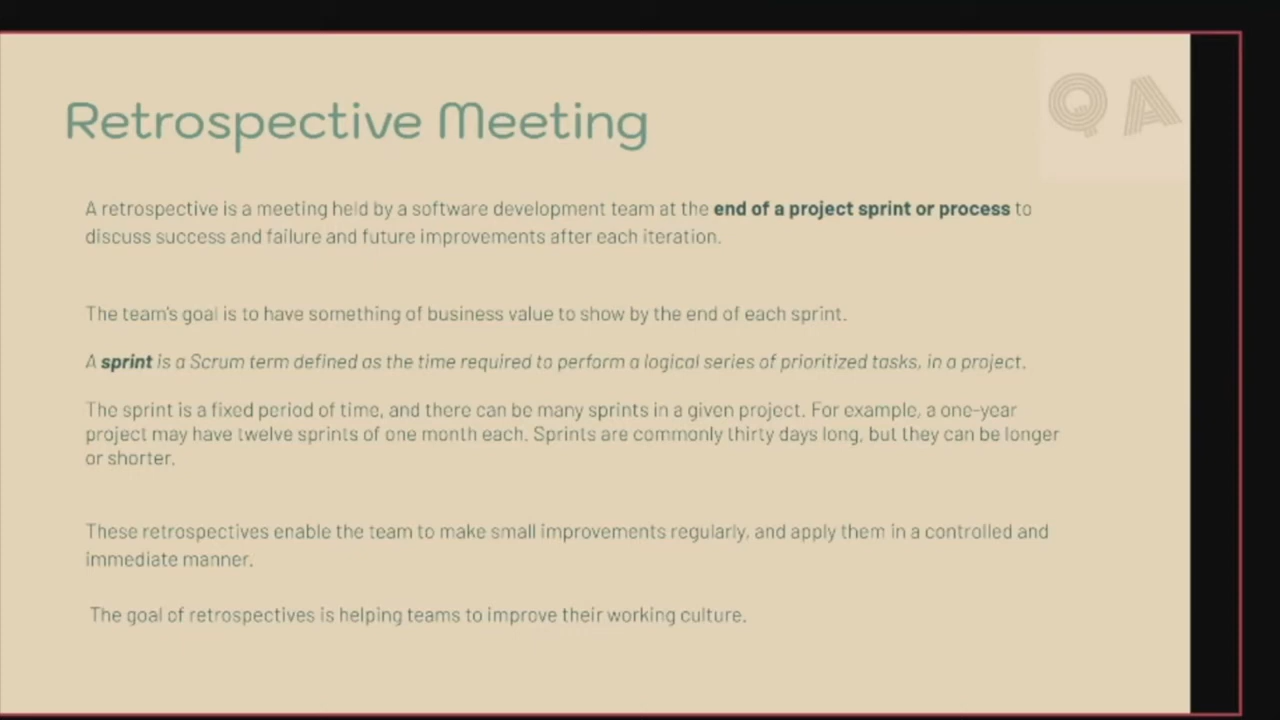 QA
Retrospective Meeting
A retrospective is a meeting held by a software development team at the end of a project sprint or process to
discuss success and failure and future improvements after each iteration.
The team's goal is to have something of business value to show by the end of each sprint.
A sprint is a Scrum term defined as the time required to perform a logical series of prioritized tasks, in a project.
The sprint is a fixed period of time, and there can be many sprints in a given project. For example, a one-year
project may have twelve sprints of one month each. Sprints are commonly thirty days long, but they can be longer
or shorter.
These retrospectives enable the team to make small improvements regularly, and apply them in a controlled and
immediate manner.
The goal of retrospectives is helping teams to improve their working culture.